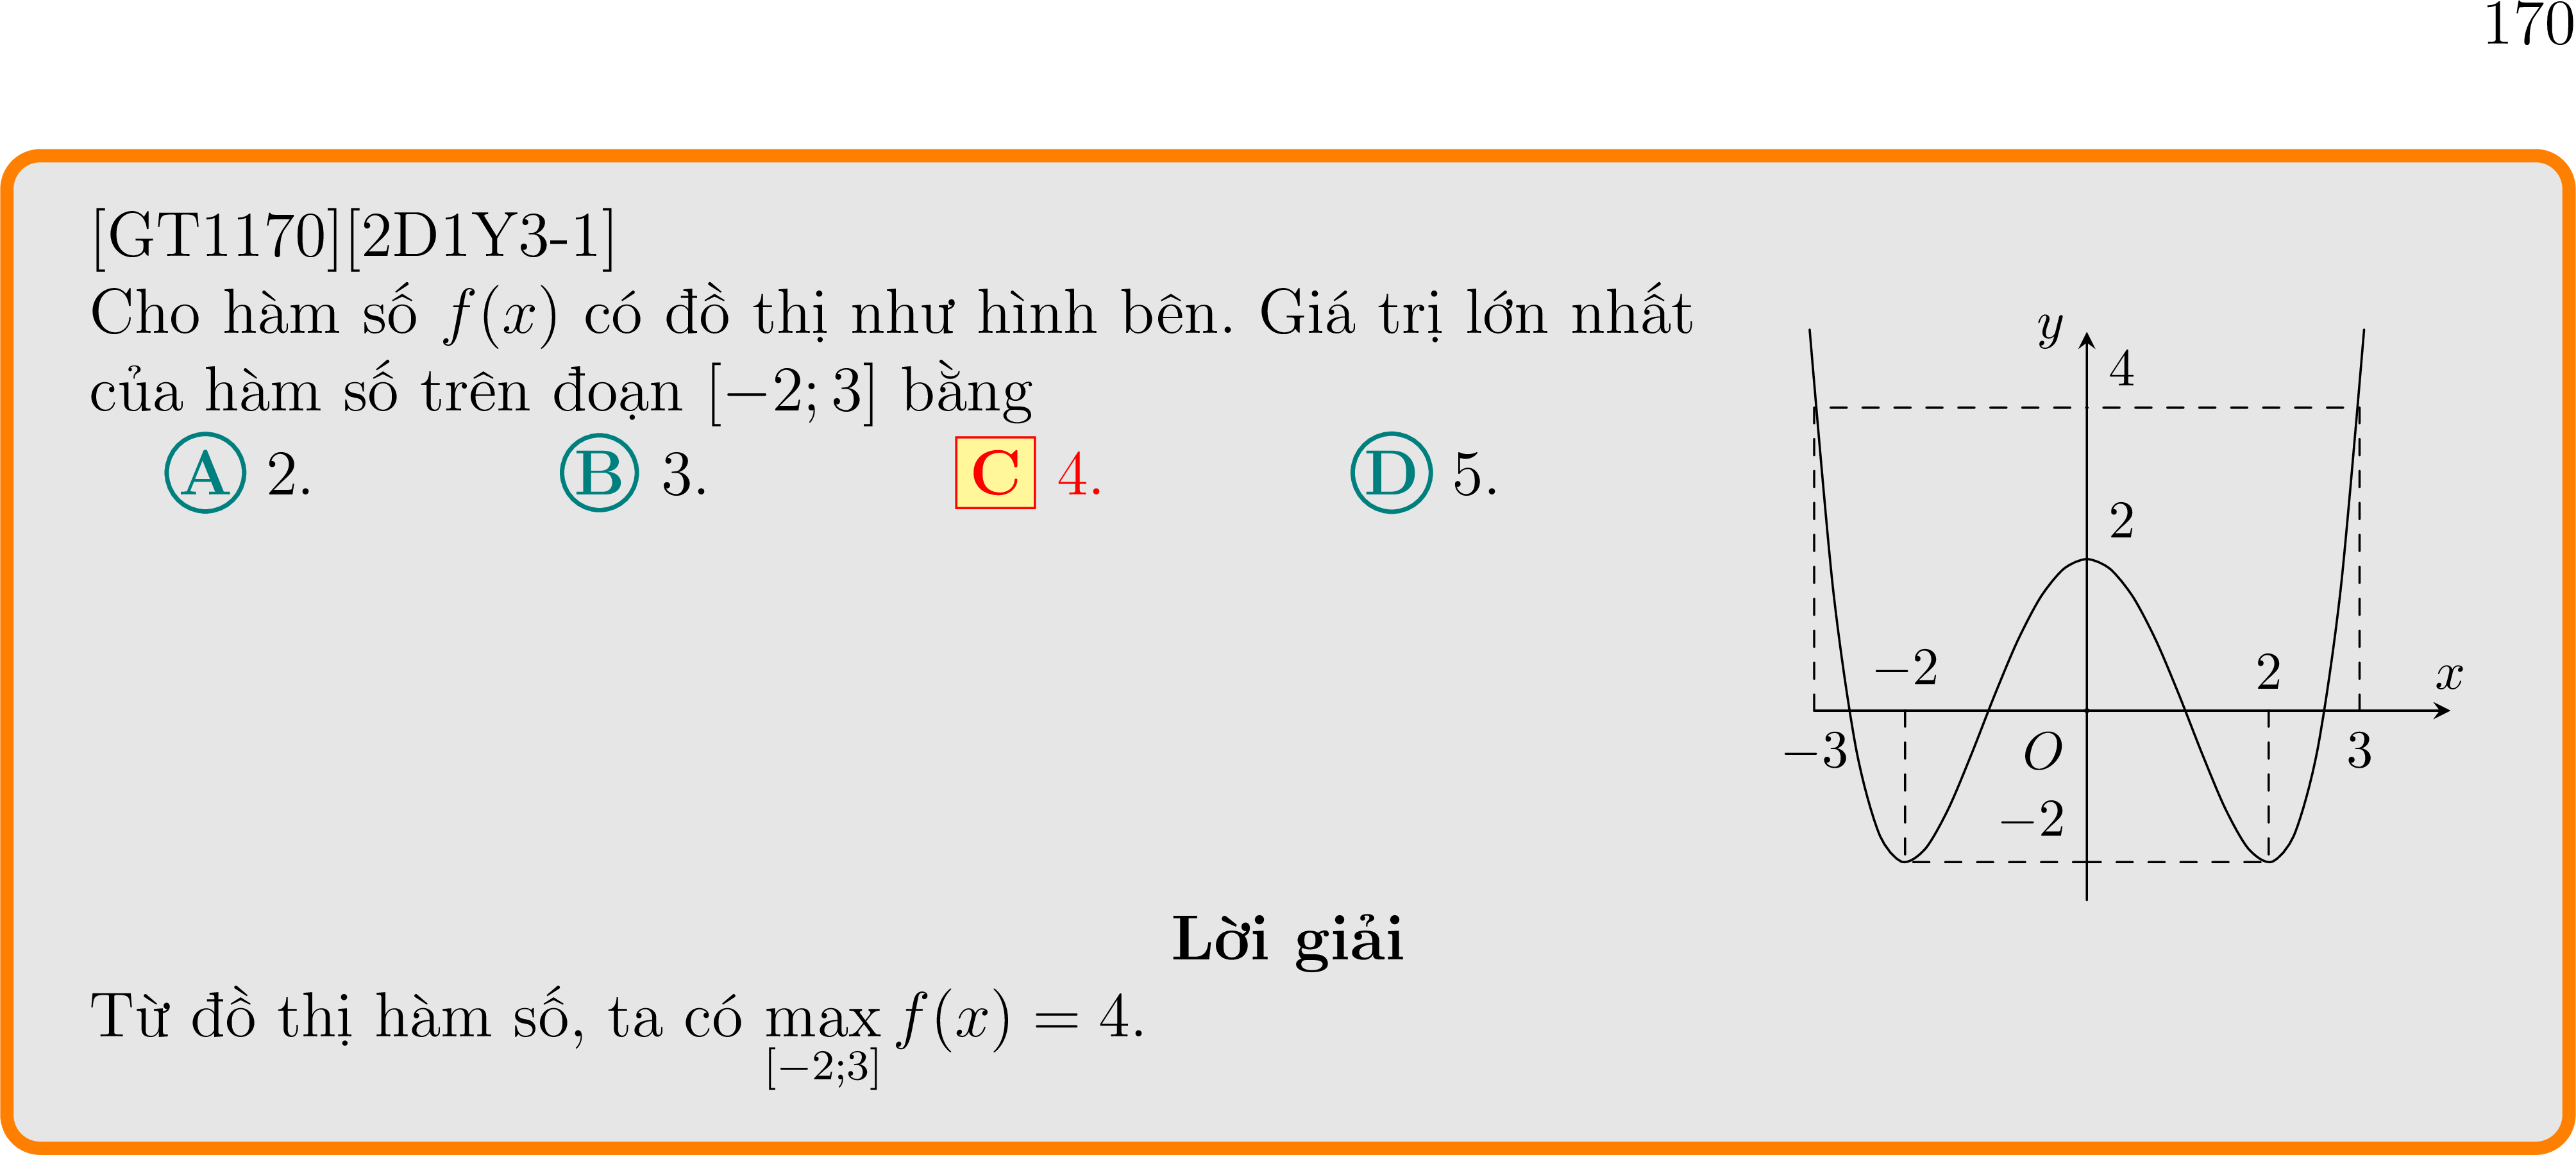 170
[GT1170][2D1Y3-1]
Cho hàm số f(x) có đồ thị như hình bên. Giá trị lớn nhất
của hàm số trên đoạn [−2; 3] bằng
A 2. B 3. C 4. D 5.
y
4
2
−2 2 x
−3 O 3
−2
Lời giải
Từ đồ thị hàm số, ta có max f(x) = 4.
[−2;3]